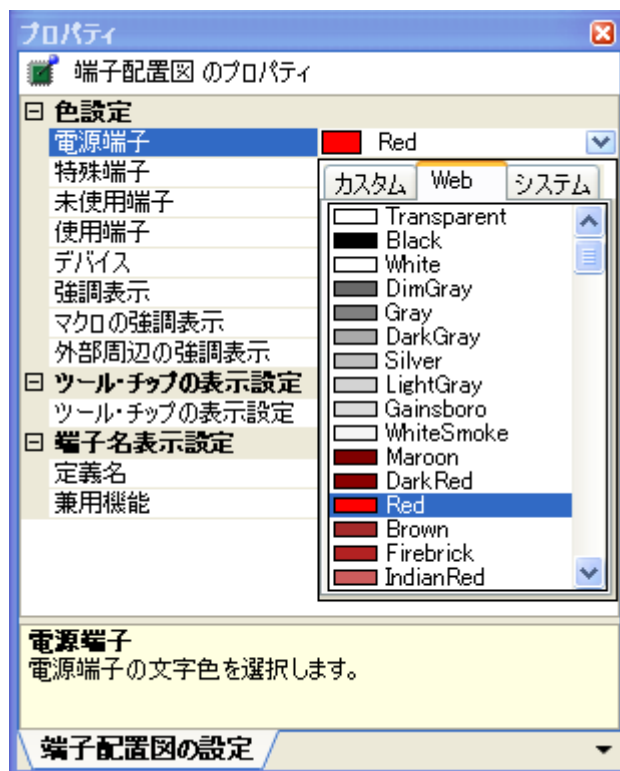 プロパティ
端子配置図 のプロパティ
色設定
電源端子 Red
特殊端子
未使用端子
使用端子
デバイス
強調表示
マクロの強調表示
外部周辺の強調表示
ツール・チップの表示設定
ツール・チップの表示設定
端子名表示設定
定義名
兼用機能
カスタム Web システム
Transparent
Black
White
DimGray
Gray
DarkGray
Silver
LightGray
Gainsboro
WhiteSmoke
Maroon
DarkRed
Red
Brown
Firebrick
IndianRed
電源端子
電源端子の文字色を選択します。
端子配置図の設定